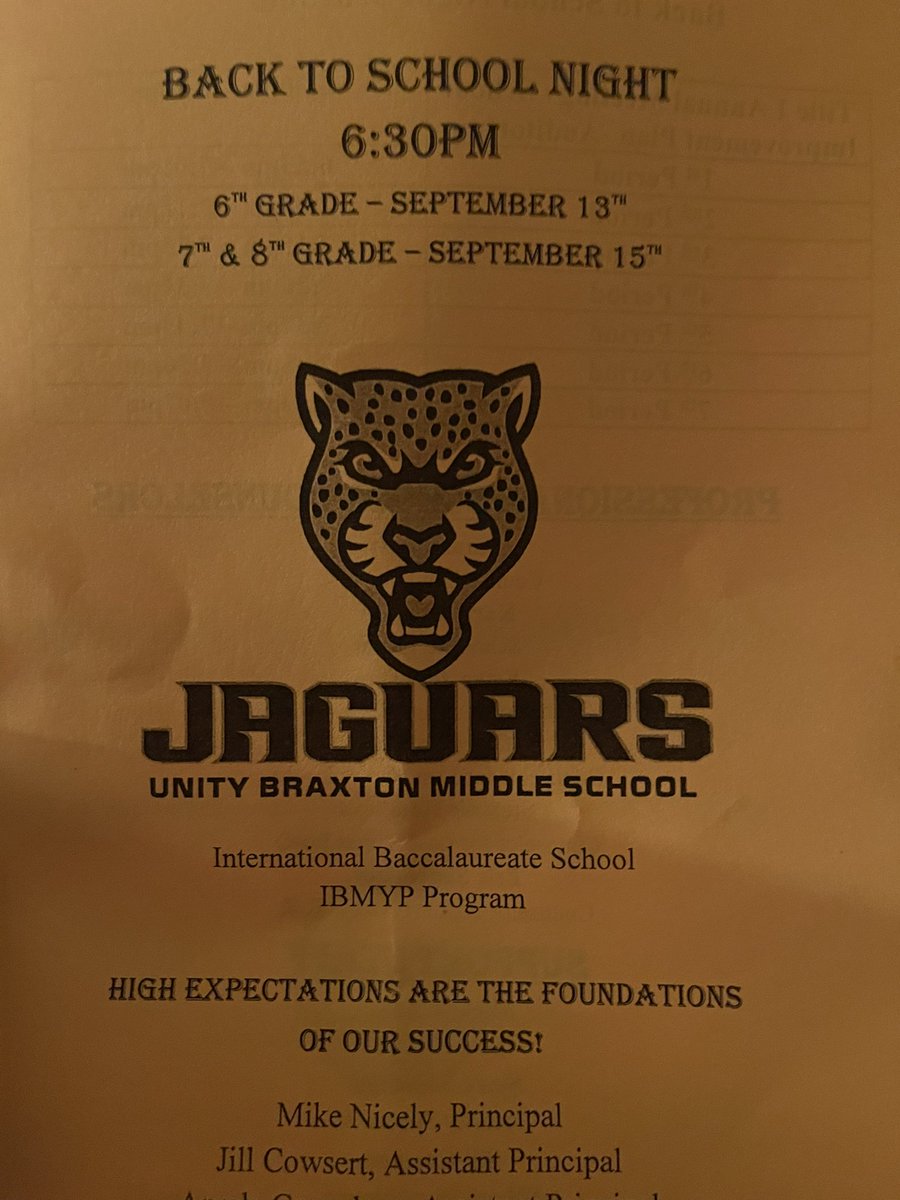 BACK TO SCHOOL NIGHT
6:30PM
6TH GRADE – SEPTEMBER 13TH
7TH & 8TH GRADE – SEPTEMBER 15TH
JAGUARS
UNITY BRAXTON MIDDLE SCHOOL
International Baccalaureate School
IBMYP Program
HIGH EXPECTATIONS ARE THE FOUNDATIONS
OF OUR SUCCESS!
Mike Nicely, Principal
Jill Cowsert, Assistant Principal
Assistant Principal